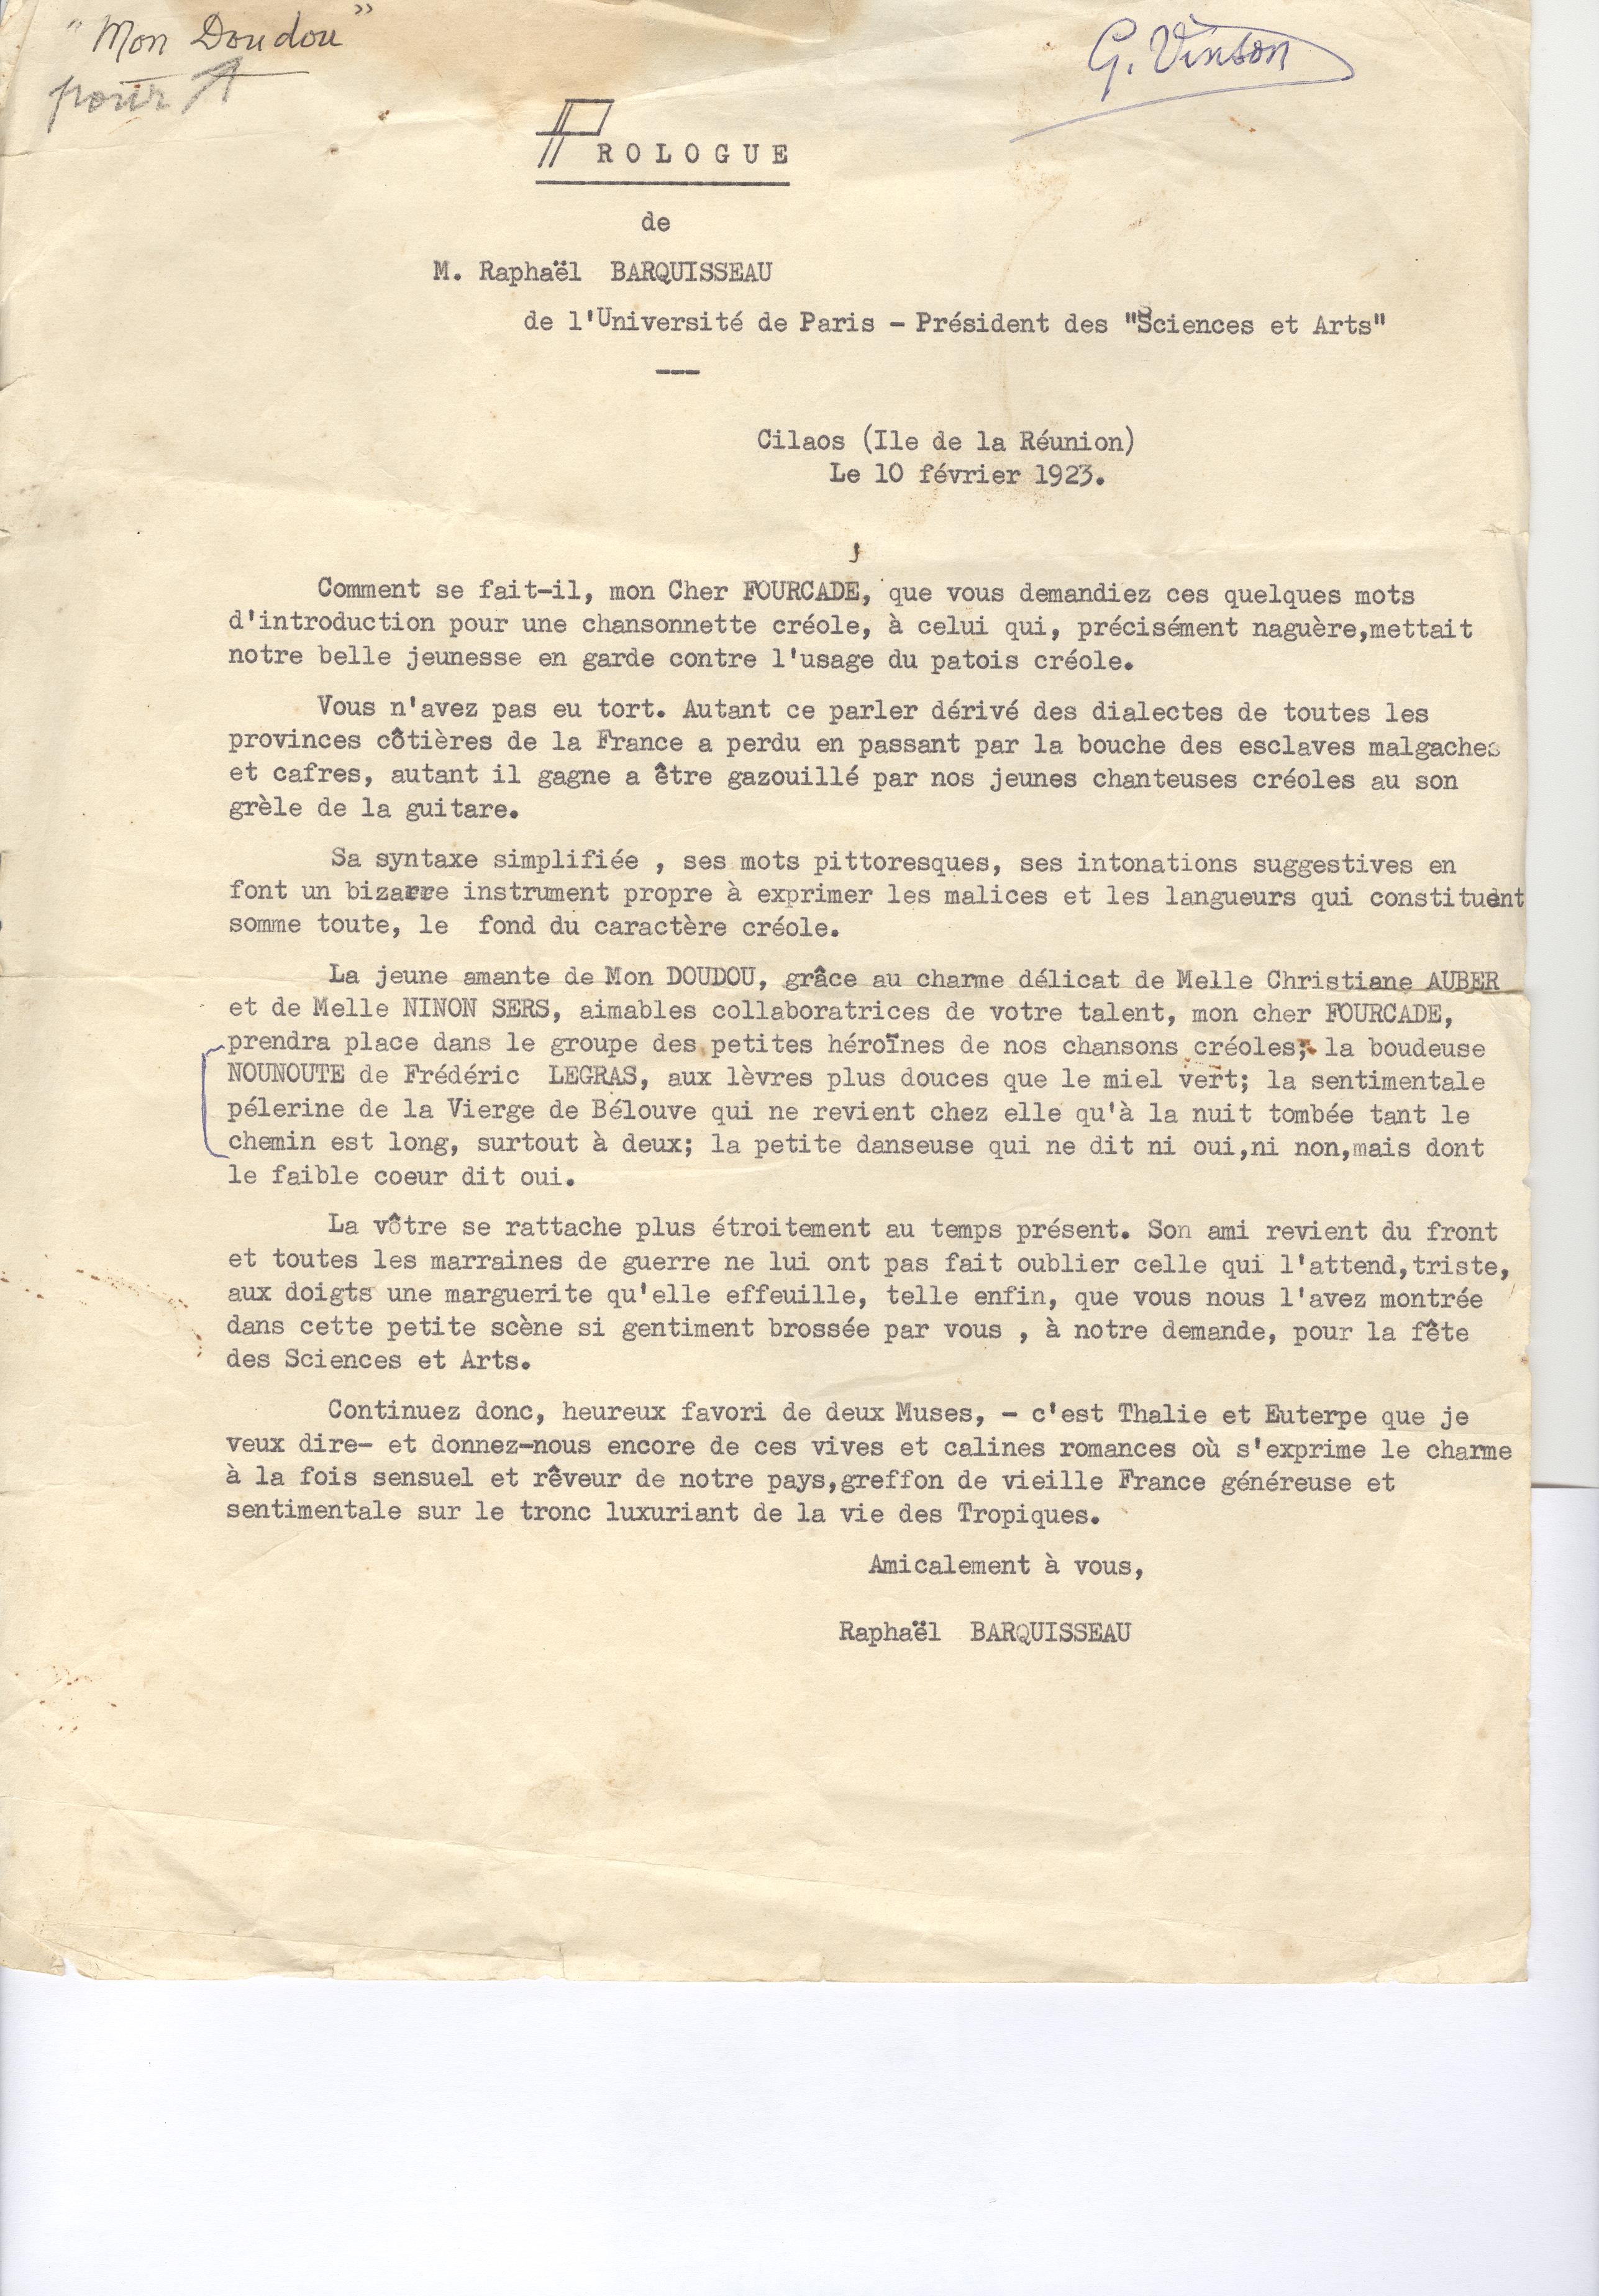 "Mon Doudou"
pour A
G. Vinson
PROLOGUE
de
M. Raphaël BARQUISSEAU
de l'Université de Paris - Président des "Sciences et Arts"
Cilaos (Ile de la Réunion)
Le 10 février 1923.
Comment se fait-il, mon Cher FOURCADE, que vous demandiez ces quelques mots
d'introduction pour une chansonnette créole, à celui qui, précisément naguère,mettait
notre belle jeunesse en garde contre l'usage du patois créole.
Vous n'avez pas eu tort. Autant ce parler dérivé des dialectes de toutes les
provinces côtières de la France a perdu en passant par la bouche des esclaves malgaches
et cafres, autant il gagne a être gazouillé par nos jeunes chanteuses créoles au son
grèle de la guitare.
Sa syntaxe simplifiée , ses mots pittoresques, ses intonations suggestives en
font un bizarre instrument propre à exprimer les malices et les langueurs qui constituent
somme toute, le fond du caractère créole.
La jeune amante de Mon DOUDOU, grâce au charme délicat de Melle Christiane AUBER
et de Melle NINON SERS, aimables collaboratrices de votre talent, mon cher FOURCADE,
prendra place dans le groupe des petites héroïnes de nos chansons créoles; la boudeuse
NOUNOUTE de Frédéric LEGRAS, aux lèvres plus douces que le miel vert; la sentimentale
pélerine de la Vierge de Bélouve qui ne revient chez elle qu'à la nuit tombée tant le
chemin est long, surtout à deux; la petite danseuse qui ne dit ni oui,ni non,mais dont
le faible coeur dit oui.
La vôtre se rattache plus étroitement au temps présent. Son ami revient du front
et toutes les marraines de guerre ne lui ont pas fait oublier celle qui l'attend,triste,
aux doigts une marguerite qu'elle effeuille, telle enfin, que vous nous l'avez montrée
dans cette petite scène si gentiment brossée par vous , à notre demande, pour la fête
des Sciences et Arts.
Continuez donc, heureux favori de deux Muses, - c'est Thalie et Euterpe que je
veux dire- et donnez-nous encore de ces vives et calines romances où s'exprime le charme
à la fois sensuel et rêveur de notre pays,greffon de vieille France généreuse et
sentimentale sur le tronc luxuriant de la vie des Tropiques.
Amicalement à vous,
Raphaël BARQUISSEAU